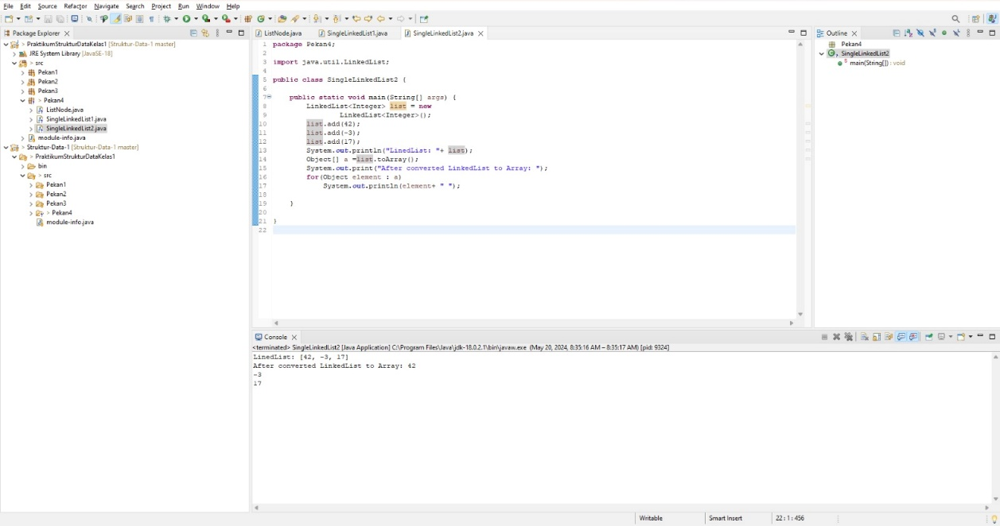 File Edit Source Refactor Navigate Search Project Run Window Help
Package Explorer
PraktikumStrukturDataKelas1 [Struktur-Data-1 master]
JRE System Library [JavaSE-18]
> src
Pekan1
Pekan2
Pekan3
> Pekan4
ListNode.java
SingleLinkedList1.java
SingleLinkedList2.java
module-info.java
> Struktur-Data-1 [Struktur-Data-1 master]
> PraktikumStrukturDataKelas1
bin
> src
Pekan1
Pekan2
Pekan3
> Pekan4
module-info.java
ListNode.java SingleLinkedList1.java SingleLinkedList2.java
1 package Pekan4;
2
3 import java.util.LinkedList;
4
5 public class SingleLinkedList2 {
6
7 public static void main(String[] args) {
8 LinkedList<Integer> list = new
9 LinkedList<Integer>();
10 list.add(42);
11 list.add(-3);
12 list.add(17);
13 System.out.println("LinedList: "+ list);
14 Object[] a =list.toArray();
15 System.out.print("After converted LinkedList to Array: ");
16 for(Object element : a)
17 System.out.println(element+ " ");
18
19 }
20
21 }
22
Outline
Pekan4
SingleLinkedList2
main(String[]) : void
Console
<terminated> SingleLinkedList2 [Java Application] C:\Program Files\Java\jdk-18.0.2.1\bin\javaw.exe (May 20, 2024, 8:35:16 AM – 8:35:17 AM) [pid: 9324]
LinedList: [42, -3, 17]
After converted LinkedList to Array: 42
-3
17
Writable Smart Insert 22 : 1 : 456